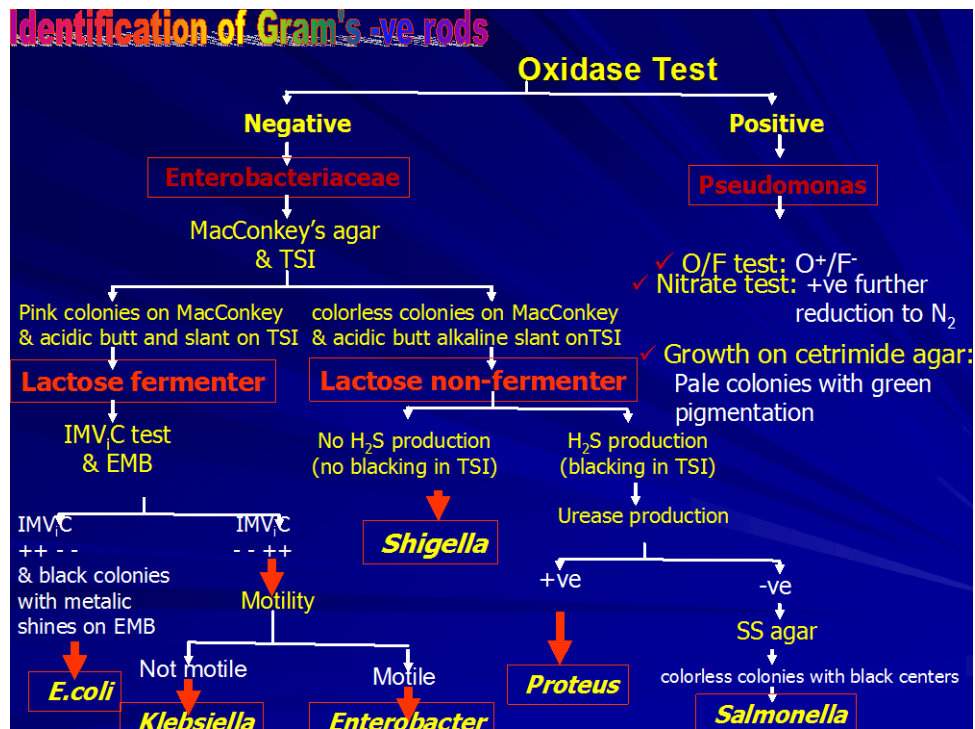 Identification of Gram's -ve rods
Oxidase Test
Negative
Positive
Enterobacteriaceae
Pseudomonas
MacConkey's agar
& TSI
✓ O/F test: O⁺/F⁻
✓ Nitrate test: +ve further
reduction to N₂
✓ Growth on cetrimide agar:
Pale colonies with green
pigmentation
Pink colonies on MacConkey
& acidic butt and slant on TSI
colorless colonies on MacConkey
& acidic butt alkaline slant onTSI
Lactose fermenter
Lactose non-fermenter
IMVᵢC test
& EMB
No H₂S production
(no blacking in TSI)
H₂S production
(blacking in TSI)
Shigella
Urease production
+ve
-ve
IMVᵢC
++ - -
& black colonies
with metalic
shines on EMB
IMVᵢC
- - ++
Motility
SS agar
colorless colonies with black centers
Not motile
Motile
E.coli
Klebsiella
Enterobacter
Proteus
Salmonella